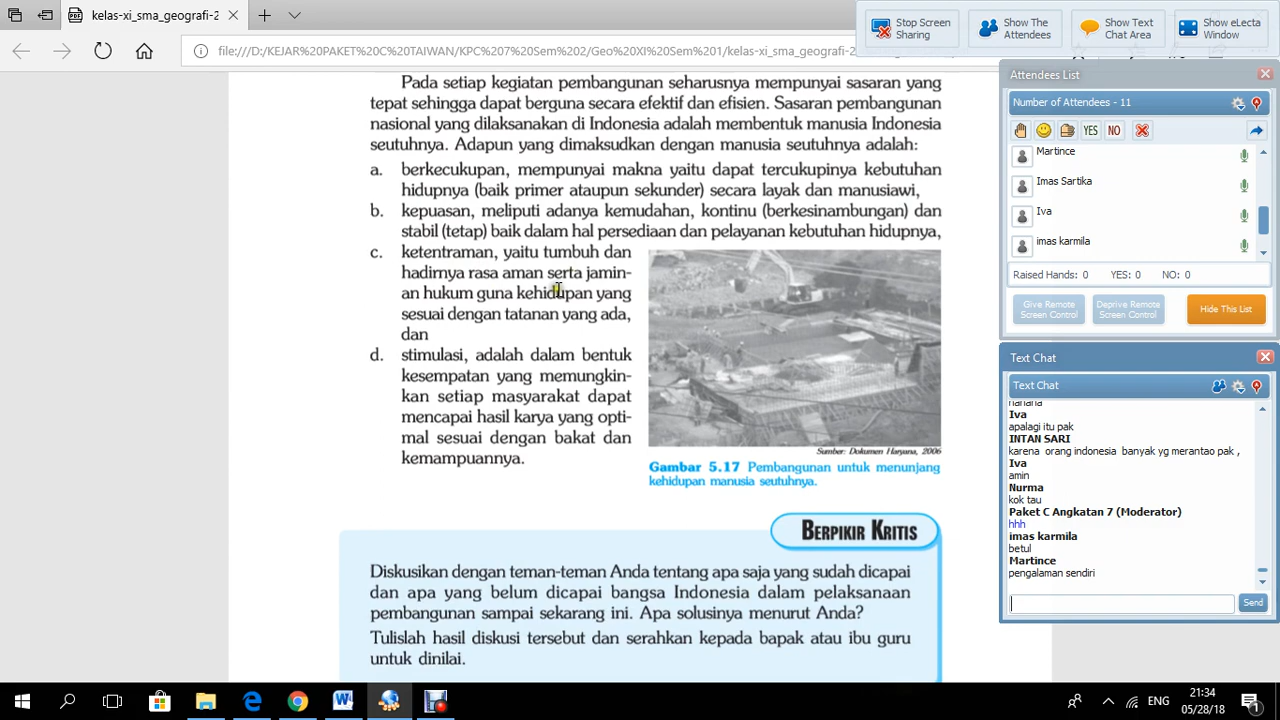 kelas-xi_sma_geografi-2
file:///D:/KEJAR%20PAKET%20C%20TAIWAN/KPC%207%20Sem%202/Geo%20XI%20Sem%201/kelas-xi_sma_geografi-2
Stop Screen
Sharing
Show The
Attendees
Show Text
Chat Area
Show eLecta
Window
Pada setiap kegiatan pembangunan seharusnya mempunyai sasaran yang
tepat sehingga dapat berguna secara efektif dan efisien. Sasaran pembangunan
nasional yang dilaksanakan di Indonesia adalah membentuk manusia Indonesia
seutuhnya. Adapun yang dimaksudkan dengan manusia seutuhnya adalah:
a. berkecukupan, mempunyai makna yaitu dapat tercukupinya kebutuhan
hidupnya (baik primer ataupun sekunder) secara layak dan manusiawi,
b. kepuasan, meliputi adanya kemudahan, kontinu (berkesinambungan) dan
stabil (tetap) baik dalam hal persediaan dan pelayanan kebutuhan hidupnya,
c. ketentraman, yaitu tumbuh dan
hadirnya rasa aman serta jamin-
an hukum guna kehidupan yang
sesuai dengan tatanan yang ada,
dan
d. stimulasi, adalah dalam bentuk
kesempatan yang memungkin-
kan setiap masyarakat dapat
mencapai hasil karya yang opti-
mal sesuai dengan bakat dan
kemampuannya.
Sumber: Dokumen Haryana, 2006
Gambar 5.17 Pembangunan untuk menunjang
kehidupan manusia seutuhnya.
BERPIKIR KRITIS
Diskusikan dengan teman-teman Anda tentang apa saja yang sudah dicapai
dan apa yang belum dicapai bangsa Indonesia dalam pelaksanaan
pembangunan sampai sekarang ini. Apa solusinya menurut Anda?
Tulislah hasil diskusi tersebut dan serahkan kepada bapak atau ibu guru
untuk dinilai.
Attendees List
Number of Attendees - 11
YES NO
Martince
Imas Sartika
Iva
imas karmila
Raised Hands: 0 YES: 0 NO: 0
Give Remote
Screen Control
Deprive Remote
Screen Control
Hide This List
Text Chat
Text Chat
Iva
apalagi itu pak
INTAN SARI
karena orang indonesia banyak yg merantao pak ,
Iva
amin
Nurma
kok tau
Paket C Angkatan 7 (Moderator)
hhh
imas karmila
betul
Martince
pengalaman sendiri
Send
ENG
21:34
05/28/18
1